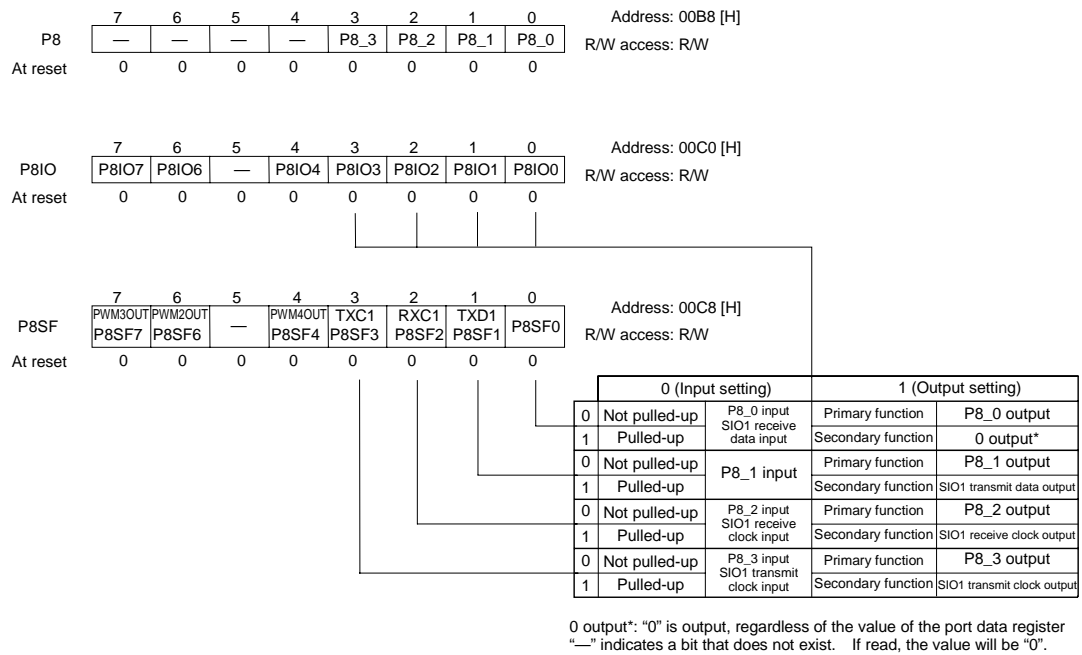 7 6 5 4 3 2 1 0 Address: 00B8 [H]
P8 — — — — P8_3 P8_2 P8_1 P8_0 R/W access: R/W
At reset 0 0 0 0 0 0 0 0
7 6 5 4 3 2 1 0 Address: 00C0 [H]
P8IO P8IO7 P8IO6 — P8IO4 P8IO3 P8IO2 P8IO1 P8IO0 R/W access: R/W
At reset 0 0 0 0 0 0 0 0
7 6 5 4 3 2 1 0 Address: 00C8 [H]
PWM3OUT PWM2OUT PWM4OUT TXC1 RXC1 TXD1
P8SF P8SF7 P8SF6 — P8SF4 P8SF3 P8SF2 P8SF1 P8SF0 R/W access: R/W
At reset 0 0 0 0 0 0 0 0
0 (Input setting) 1 (Output setting)
0 Not pulled-up P8_0 input Primary function P8_0 output
SIO1 receive
1 Pulled-up data input Secondary function 0 output*
0 Not pulled-up Primary function P8_1 output
P8_1 input
1 Pulled-up Secondary function SIO1 transmit data output
0 Not pulled-up P8_2 input Primary function P8_2 output
SIO1 receive
1 Pulled-up clock input Secondary function SIO1 receive clock output
0 Not pulled-up P8_3 input Primary function P8_3 output
SIO1 transmit
1 Pulled-up clock input Secondary function SIO1 transmit clock output
0 output*: “0” is output, regardless of the value of the port data register
“—” indicates a bit that does not exist. If read, the value will be “0”.